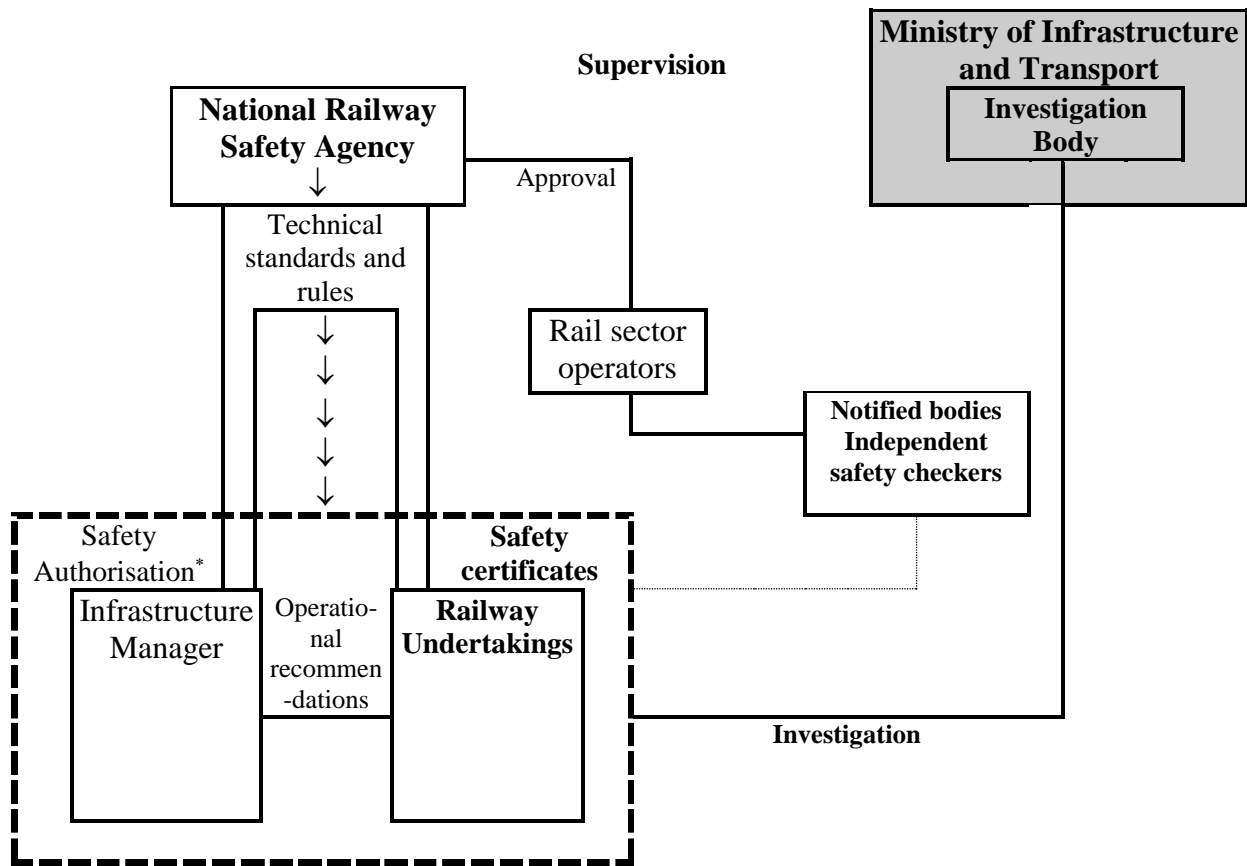 Ministry of Infrastructure
and Transport
Supervision
National Railway
Safety Agency
↓
Investigation
Body
Approval
Technical
standards and
rules
↓
↓
↓
↓
↓
Rail sector
operators
Notified bodies
Independent
safety checkers
Safety
Authorisation*
Safety
certificates
Infrastructure
Manager
Operatio-
nal
recommen
-dations
Railway
Undertakings
Investigation